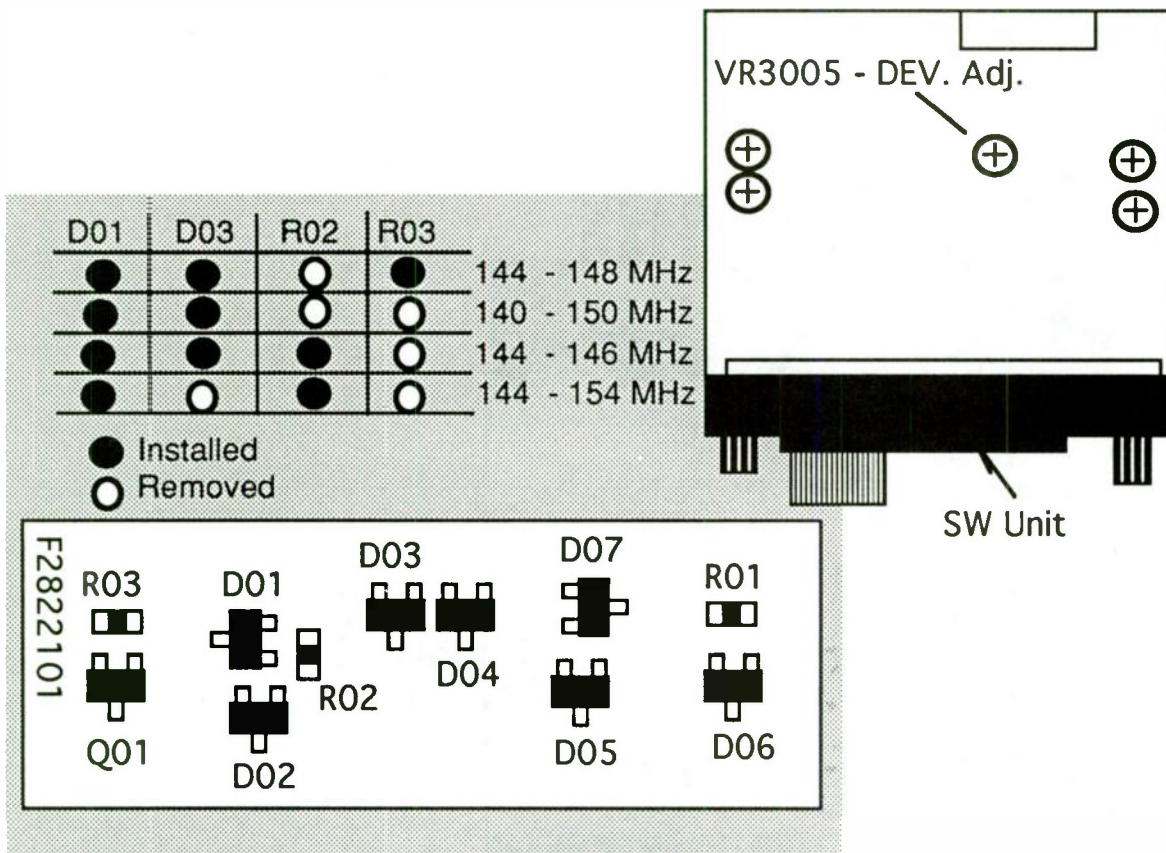 VR3005 - DEV. Adj.
D01 D03 R02 R03
144 - 148 MHz
140 - 150 MHz
144 - 146 MHz
144 - 154 MHz
Installed
Removed
SW Unit
F2822101
R03
D01
D03
D07
R01
R02
D04
Q01
D02
D05
D06